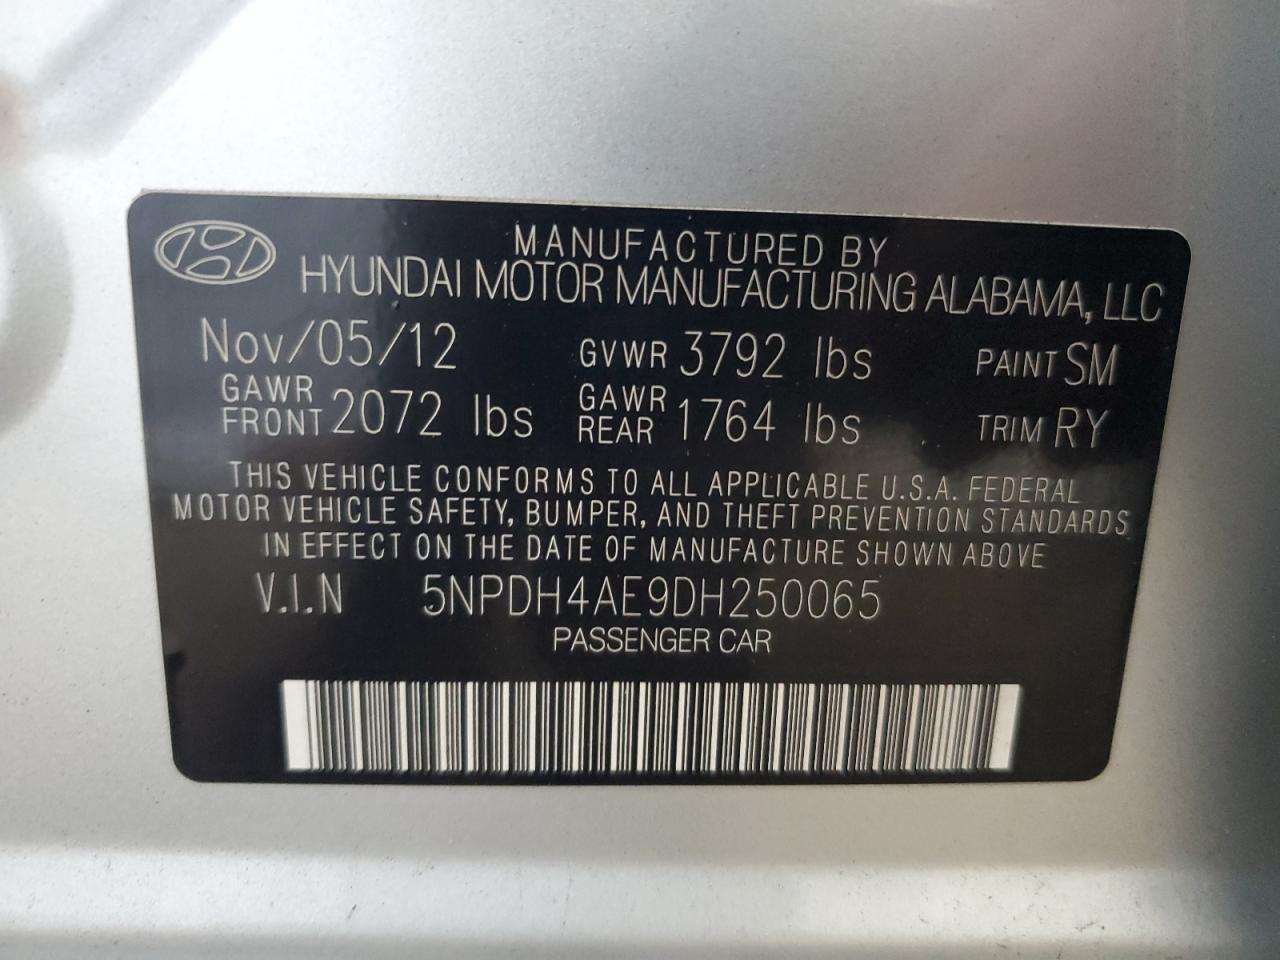 MANUFACTURED BY
HYUNDAI MOTOR MANUFACTURING ALABAMA, LLC
Nov/05/12 GVWR 3792 lbs PAINT SM
GAWR FRONT 2072 lbs GAWR REAR 1764 lbs TRIM RY
THIS VEHICLE CONFORMS TO ALL APPLICABLE U.S.A. FEDERAL
MOTOR VEHICLE SAFETY, BUMPER, AND THEFT PREVENTION STANDARDS
IN EFFECT ON THE DATE OF MANUFACTURE SHOWN ABOVE
V.I.N 5NPDH4AE9DH250065
PASSENGER CAR